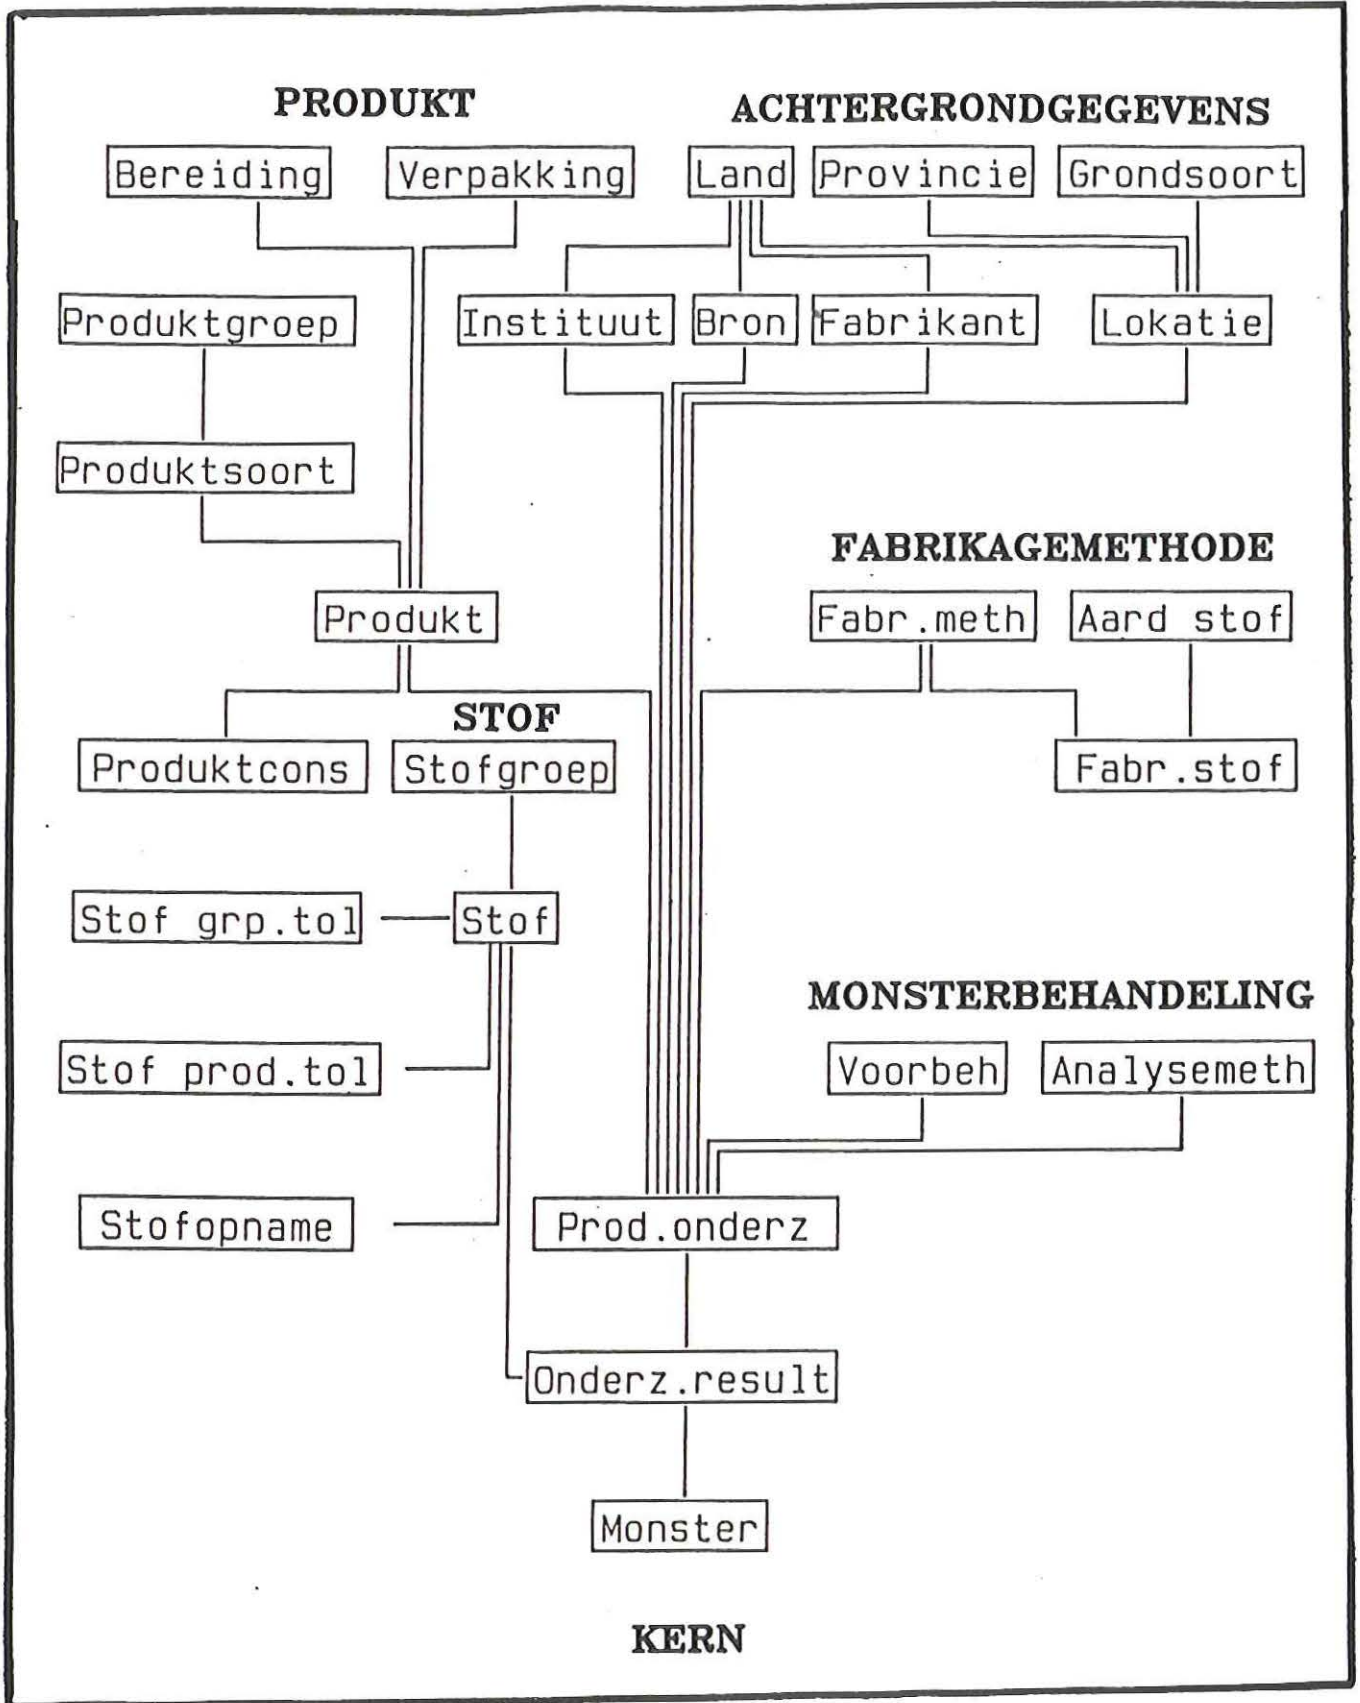 PRODUKT
ACHTERGRONDGEGEVENS
Bereiding
Verpakking
Land
Provincie
Grondsoort
Produktgroep
Instituut
Bron
Fabrikant
Lokatie
Produktsoort
FABRIKAGEMETHODE
Produkt
Fabr.meth
Aard stof
STOF
Produktcons
Stofgroep
Fabr.stof
Stof grp.tol
Stof
MONSTERBEHANDELING
Stof prod.tol
Voorbeh
Analysemeth
Stofopname
Prod.onderz
Onderz.result
Monster
KERN